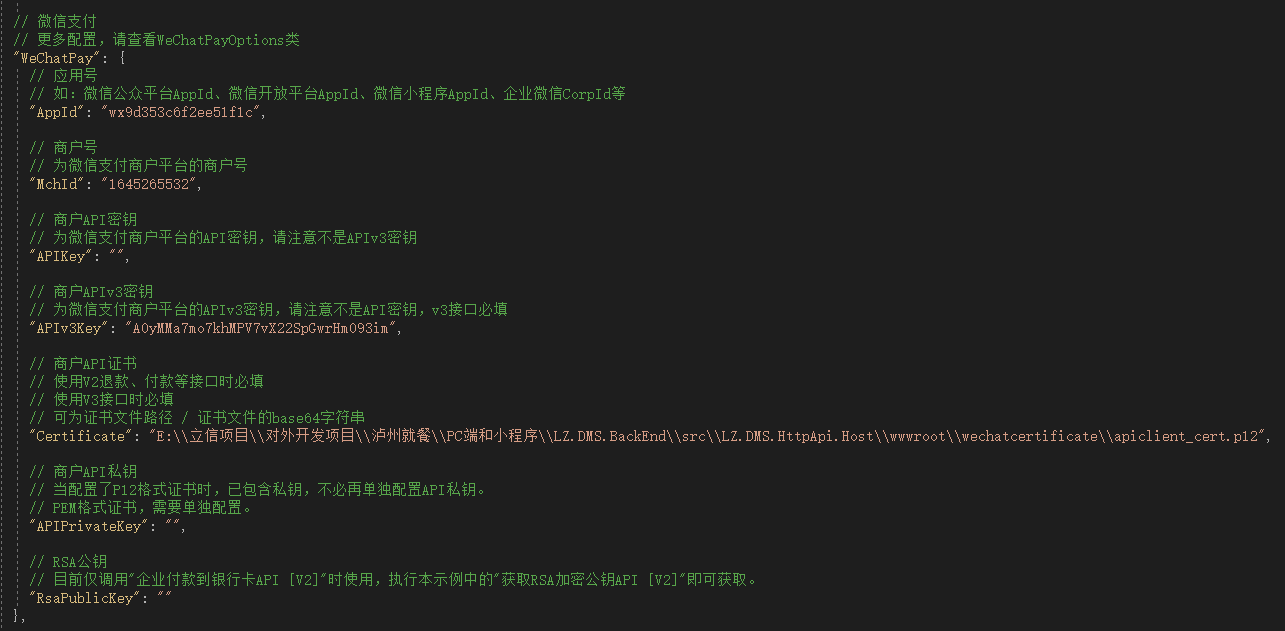 // 微信支付
// 更多配置，请查看WeChatPayOptions类
"WeChatPay": {
// 应用号
// 如：微信公众平台AppId、微信开放平台AppId、微信小程序AppId、企业微信CorpId等
"AppId": "wx9d353c6f2ee51f1c",
// 商户号
// 为微信支付商户平台的商户号
"MchId": "1645265532",
// 商户API密钥
// 为微信支付商户平台的API密钥，请注意不是APIv3密钥
"APIKey": "",
// 商户APIv3密钥
// 为微信支付商户平台的APIv3密钥，请注意不是API密钥，v3接口必填
"APIv3Key": "A0yMMa7mo7khMPV7vX22SpGwrHm093im",
// 商户API证书
// 使用V2退款、付款等接口时必填
// 使用V3接口时必填
// 可为证书文件路径 / 证书文件的base64字符串
"Certificate": "E:\\立信项目\\对外开发项目\\泸州就餐\\PC端和小程序\\LZ.DMS.BackEnd\\src\\LZ.DMS.HttpApi.Host\\wwwroot\\wechatcertificate\\apiclient_cert.p12",
// 商户API私钥
// 当配置了P12格式证书时，已包含私钥，不必再单独配置API私钥。
// PEM格式证书，需要单独配置。
"APIPrivateKey": "",
// RSA公钥
// 目前仅调用"企业付款到银行卡API [V2]"时使用，执行本示例中的"获取RSA加密公钥API [V2]"即可获取。
"RsaPublicKey": ""
},